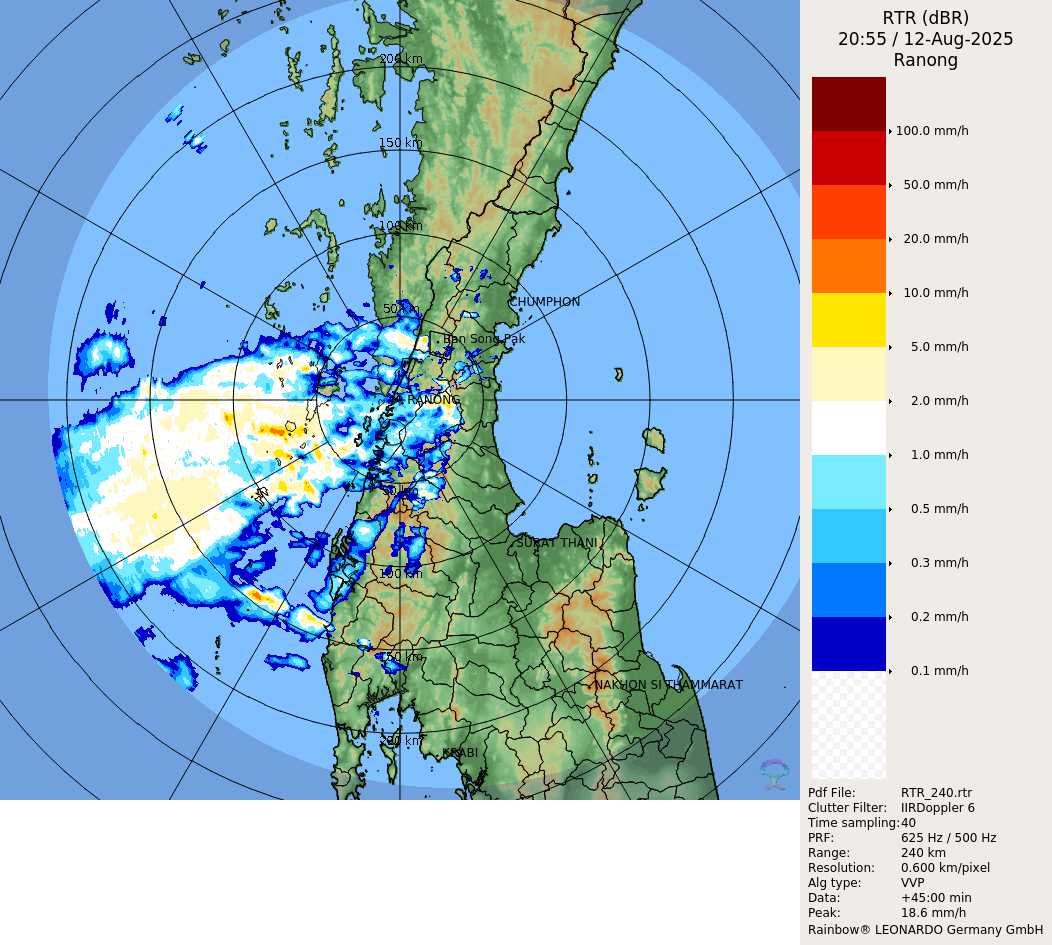 RTR (dBR)
20:55 / 12-Aug-2025
Ranong
100.0 mm/h
50.0 mm/h
20.0 mm/h
10.0 mm/h
5.0 mm/h
2.0 mm/h
1.0 mm/h
0.5 mm/h
0.3 mm/h
0.2 mm/h
0.1 mm/h
200 km
150 km
100 km
50 km
CHUMPHON
Ban Song Pak
RANONG
50 km
SURAT THANI
100 km
150 km
NAKHON SI THAMMARAT
200 km
KRABI
Pdf File: RTR_240.rtr
Clutter Filter: IIRDoppler 6
Time sampling: 40
PRF: 625 Hz / 500 Hz
Range: 240 km
Resolution: 0.600 km/pixel
Alg type: VVP
Data: +45:00 min
Peak: 18.6 mm/h
Rainbow® LEONARDO Germany GmbH